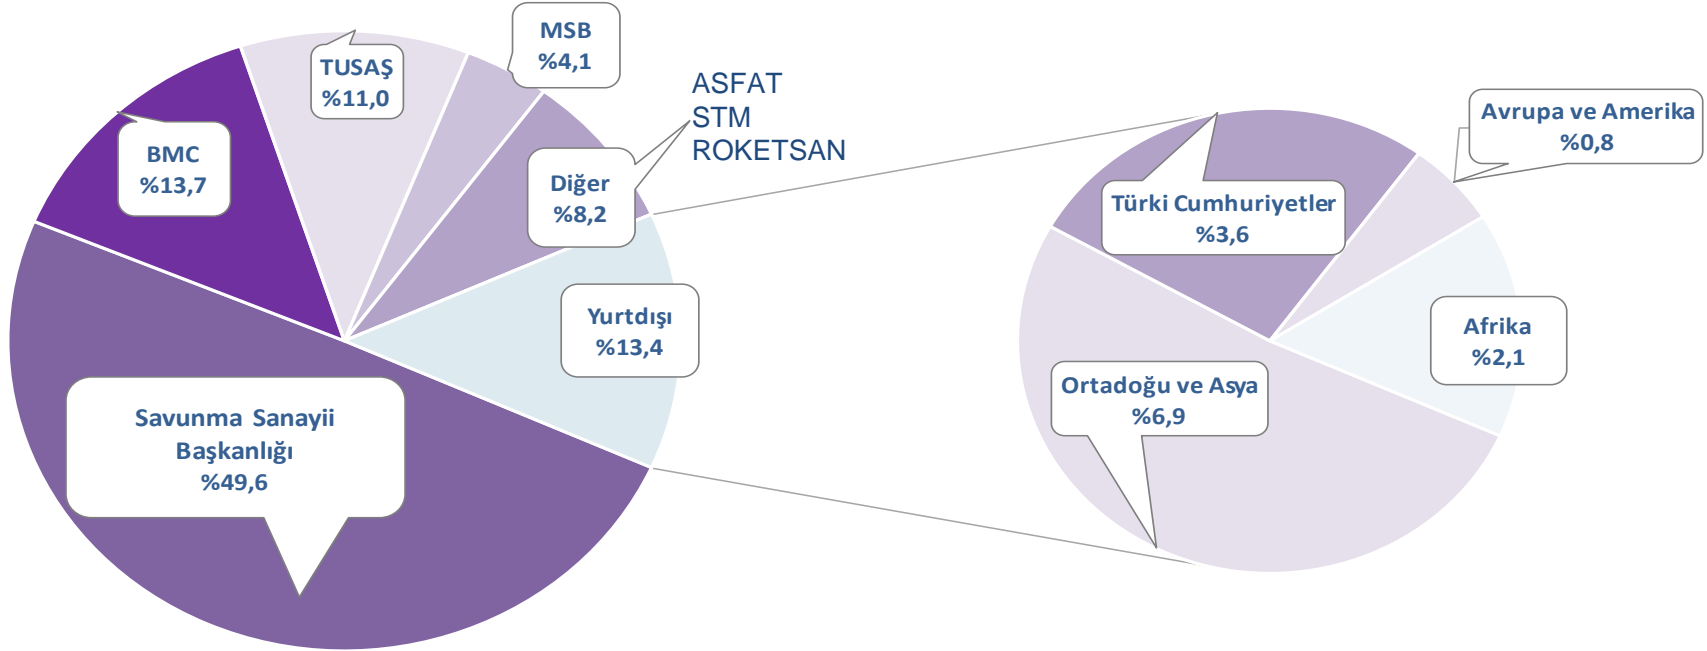 MSB
%4,1
TUSAŞ
%11,0
ASFAT
STM
ROKETSAN
BMC
%13,7
Diğer
%8,2
Yurtdışı
%13,4
Savunma Sanayii
Başkanlığı
%49,6
Avrupa ve Amerika
%0,8
Türki Cumhuriyetler
%3,6
Afrika
%2,1
Ortadoğu ve Asya
%6,9